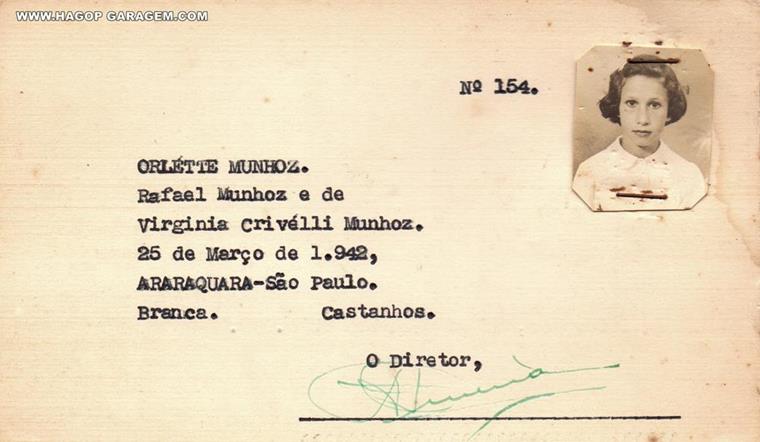 WWW.HAGOP GARAGEM.COM
Nº 154.
ORLÉTTE MUNHOZ.
Rafael Munhoz e de
Virginia Crivélli Munhoz.
25 de Março de 1.942,
ARARAQUARA-São Paulo.
Branca. Castanhos.
O Diretor,